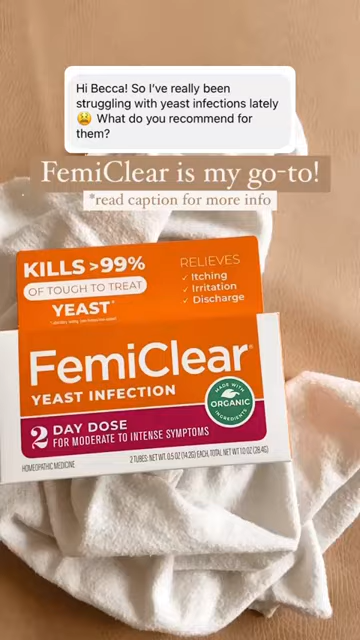 Hi Becca! So I've really been
struggling with yeast infections lately
😫 What do you recommend for
them?
FemiClear is my go-to!
*read caption for more info
KILLS >99%
OF TOUGH TO TREAT
YEAST*
RELIEVES
✓ Itching
✓ Irritation
✓ Discharge
FemiClear®
YEAST INFECTION
MADE WITH
ORGANIC
INGREDIENTS
2 DAY DOSE
FOR MODERATE TO INTENSE SYMPTOMS
HOMEOPATHIC MEDICINE
2 TUBES: NET WT. 0.5 OZ (14.2G) EACH, TOTAL NET WT 1.0 OZ (28.4G)